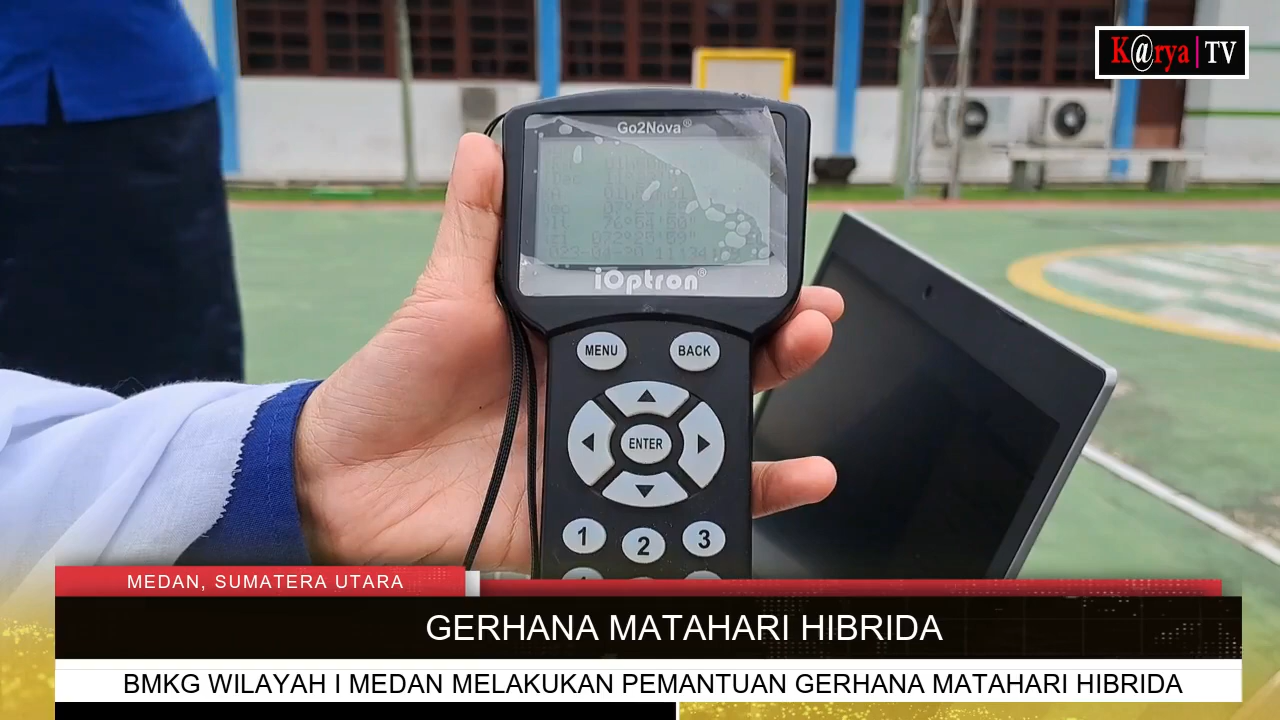 K@rya TV
Go2Nova®
iOptron®
MENU
BACK
ENTER
1
2
3
MEDAN, SUMATERA UTARA
GERHANA MATAHARI HIBRIDA
BMKG WILAYAH I MEDAN MELAKUKAN PEMANTUAN GERHANA MATAHARI HIBRIDA